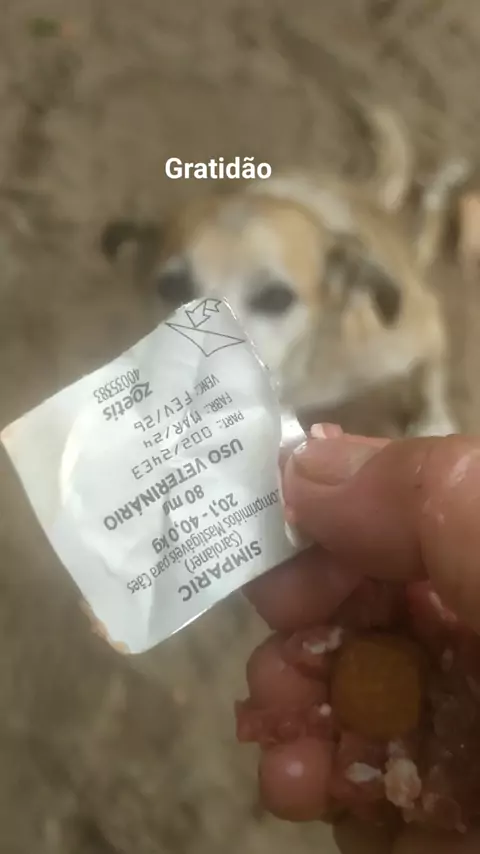 Gratidão
SIMPARIC
(Sarolaner)
Comprimidos Mastigáveis para Cães
20,1 - 40,0 kg
80 mg
USO VETERINÁRIO
PART: 002/24E3
FABR: MAR/24
VENC: FEV/26
zoetis
40035383